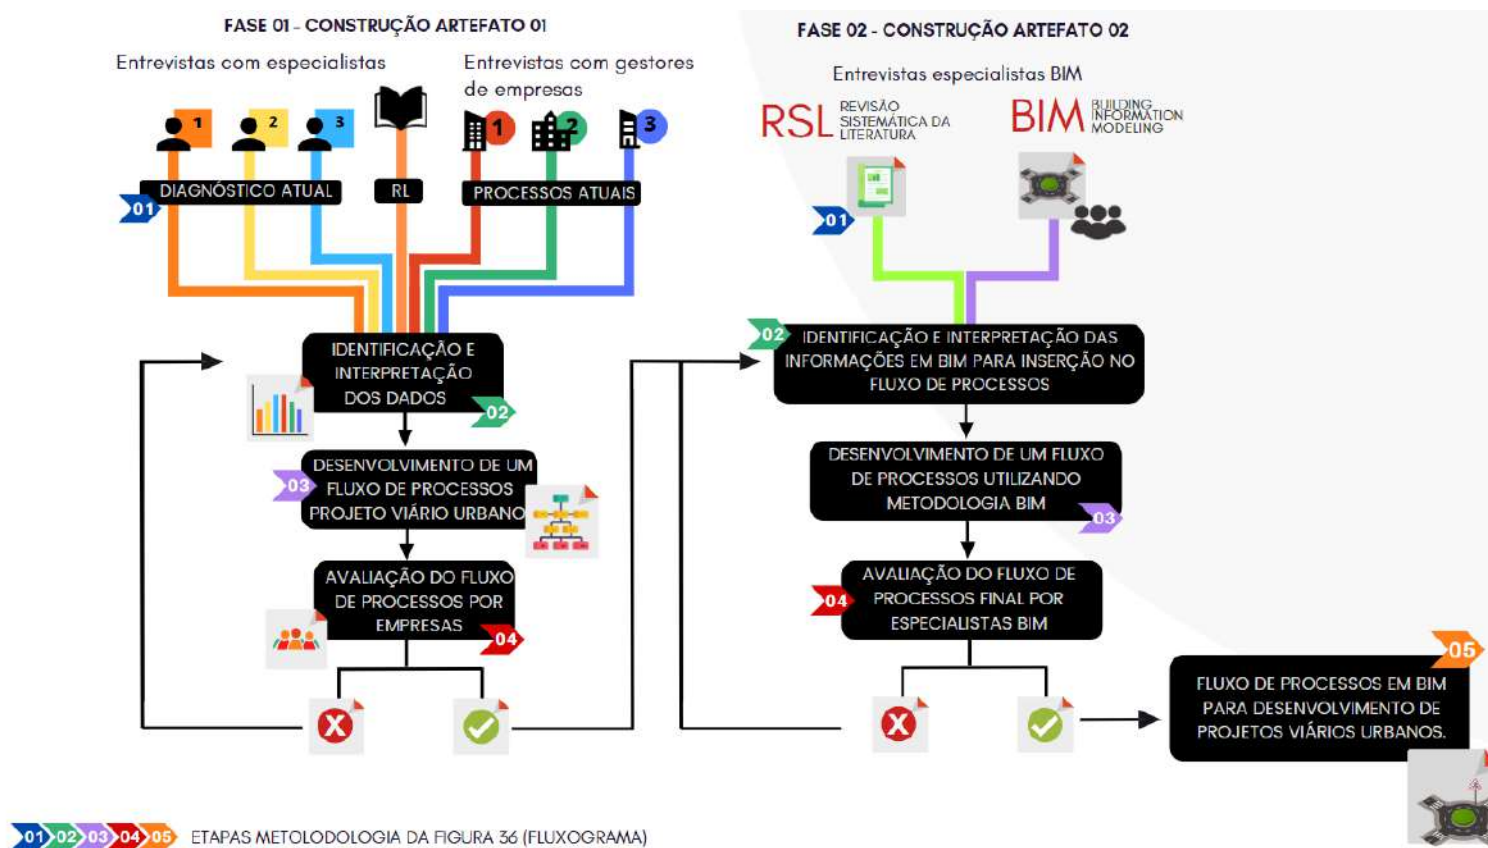 FASE 01 - CONSTRUÇÃO ARTEFATO 01
Entrevistas com especialistas
Entrevistas com gestores
de empresas
1
2
3
1
2
3
DIAGNÓSTICO ATUAL
RL
PROCESSOS ATUAIS
01
IDENTIFICAÇÃO E
INTERPRETAÇÃO
DOS DADOS
02
DESENVOLVIMENTO DE UM
FLUXO DE PROCESSOS
PROJETO VIÁRIO URBANO
03
AVALIAÇÃO DO FLUXO
DE PROCESSOS POR
EMPRESAS
04
X
FASE 02 - CONSTRUÇÃO ARTEFATO 02
Entrevistas especialistas BIM
RSL
REVISÃO
SISTEMÁTICA DA
LITERATURA
BIM
BUILDING
INFORMATION
MODELING
01
02
IDENTIFICAÇÃO E INTERPRETAÇÃO DAS
INFORMAÇÕES EM BIM PARA INSERÇÃO NO
FLUXO DE PROCESSOS
DESENVOLVIMENTO DE UM FLUXO
DE PROCESSOS UTILIZANDO
METODOLOGIA BIM
03
AVALIAÇÃO DO FLUXO DE
PROCESSOS FINAL POR
ESPECIALISTAS BIM
04
X
05
FLUXO DE PROCESSOS EM BIM
PARA DESENVOLVIMENTO DE
PROJETOS VIÁRIOS URBANOS.
01 02 03 04 05 ETAPAS METOLODOLOGIA DA FIGURA 36 (FLUXOGRAMA)